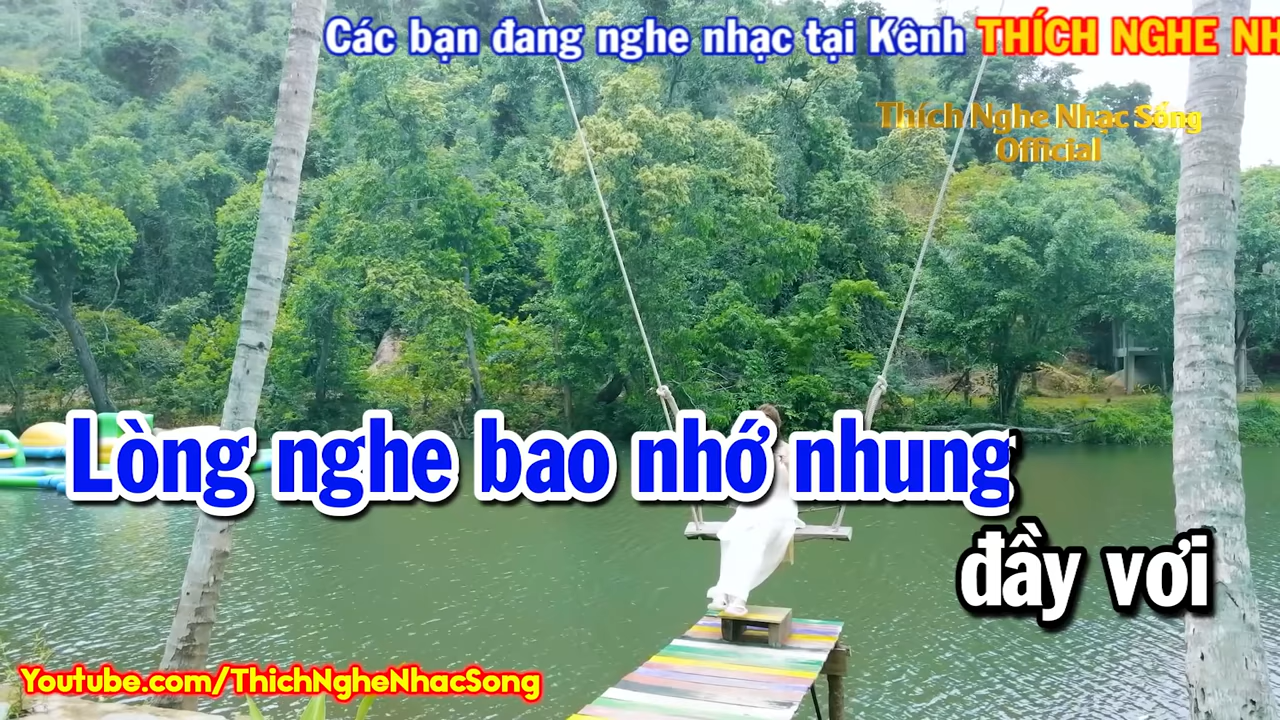 Các bạn đang nghe nhạc tại Kênh THÍCH NGHE NH
Thích Nghe Nhạc Sống
Official
Lòng nghe bao nhớ nhung
đầy vơi
Youtube.com/ThichNgheNhacSong